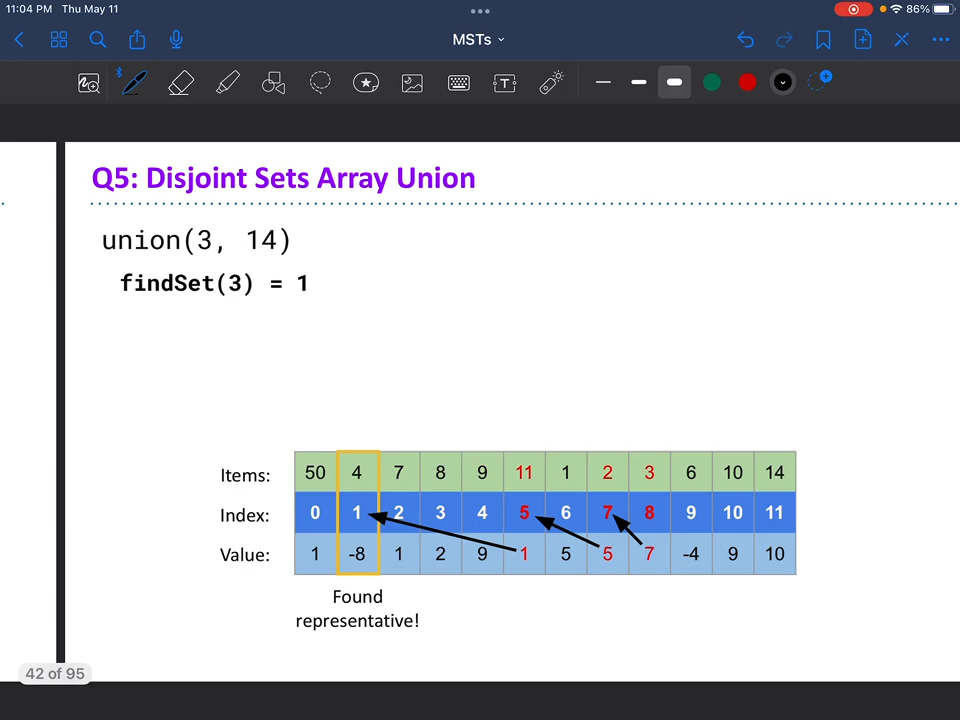 11:04 PM Thu May 11
86%
MSTs
Q5: Disjoint Sets Array Union
union(3, 14)
findSet(3) = 1
Items: 50 4 7 8 9 11 1 2 3 6 10 14
Index: 0 1 2 3 4 5 6 7 8 9 10 11
Value: 1 -8 1 2 9 1 5 5 7 -4 9 10
Found
representative!
42 of 95